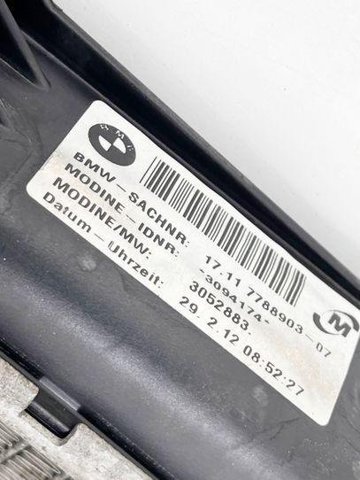 BMW
BMW-SACHNR: 17.11 7788903-07
MODINE-IDNR: -3094174-
MODINE/MW: 3052883.
Datum-Uhrzeit: 29. 2.12 08:52:27
M